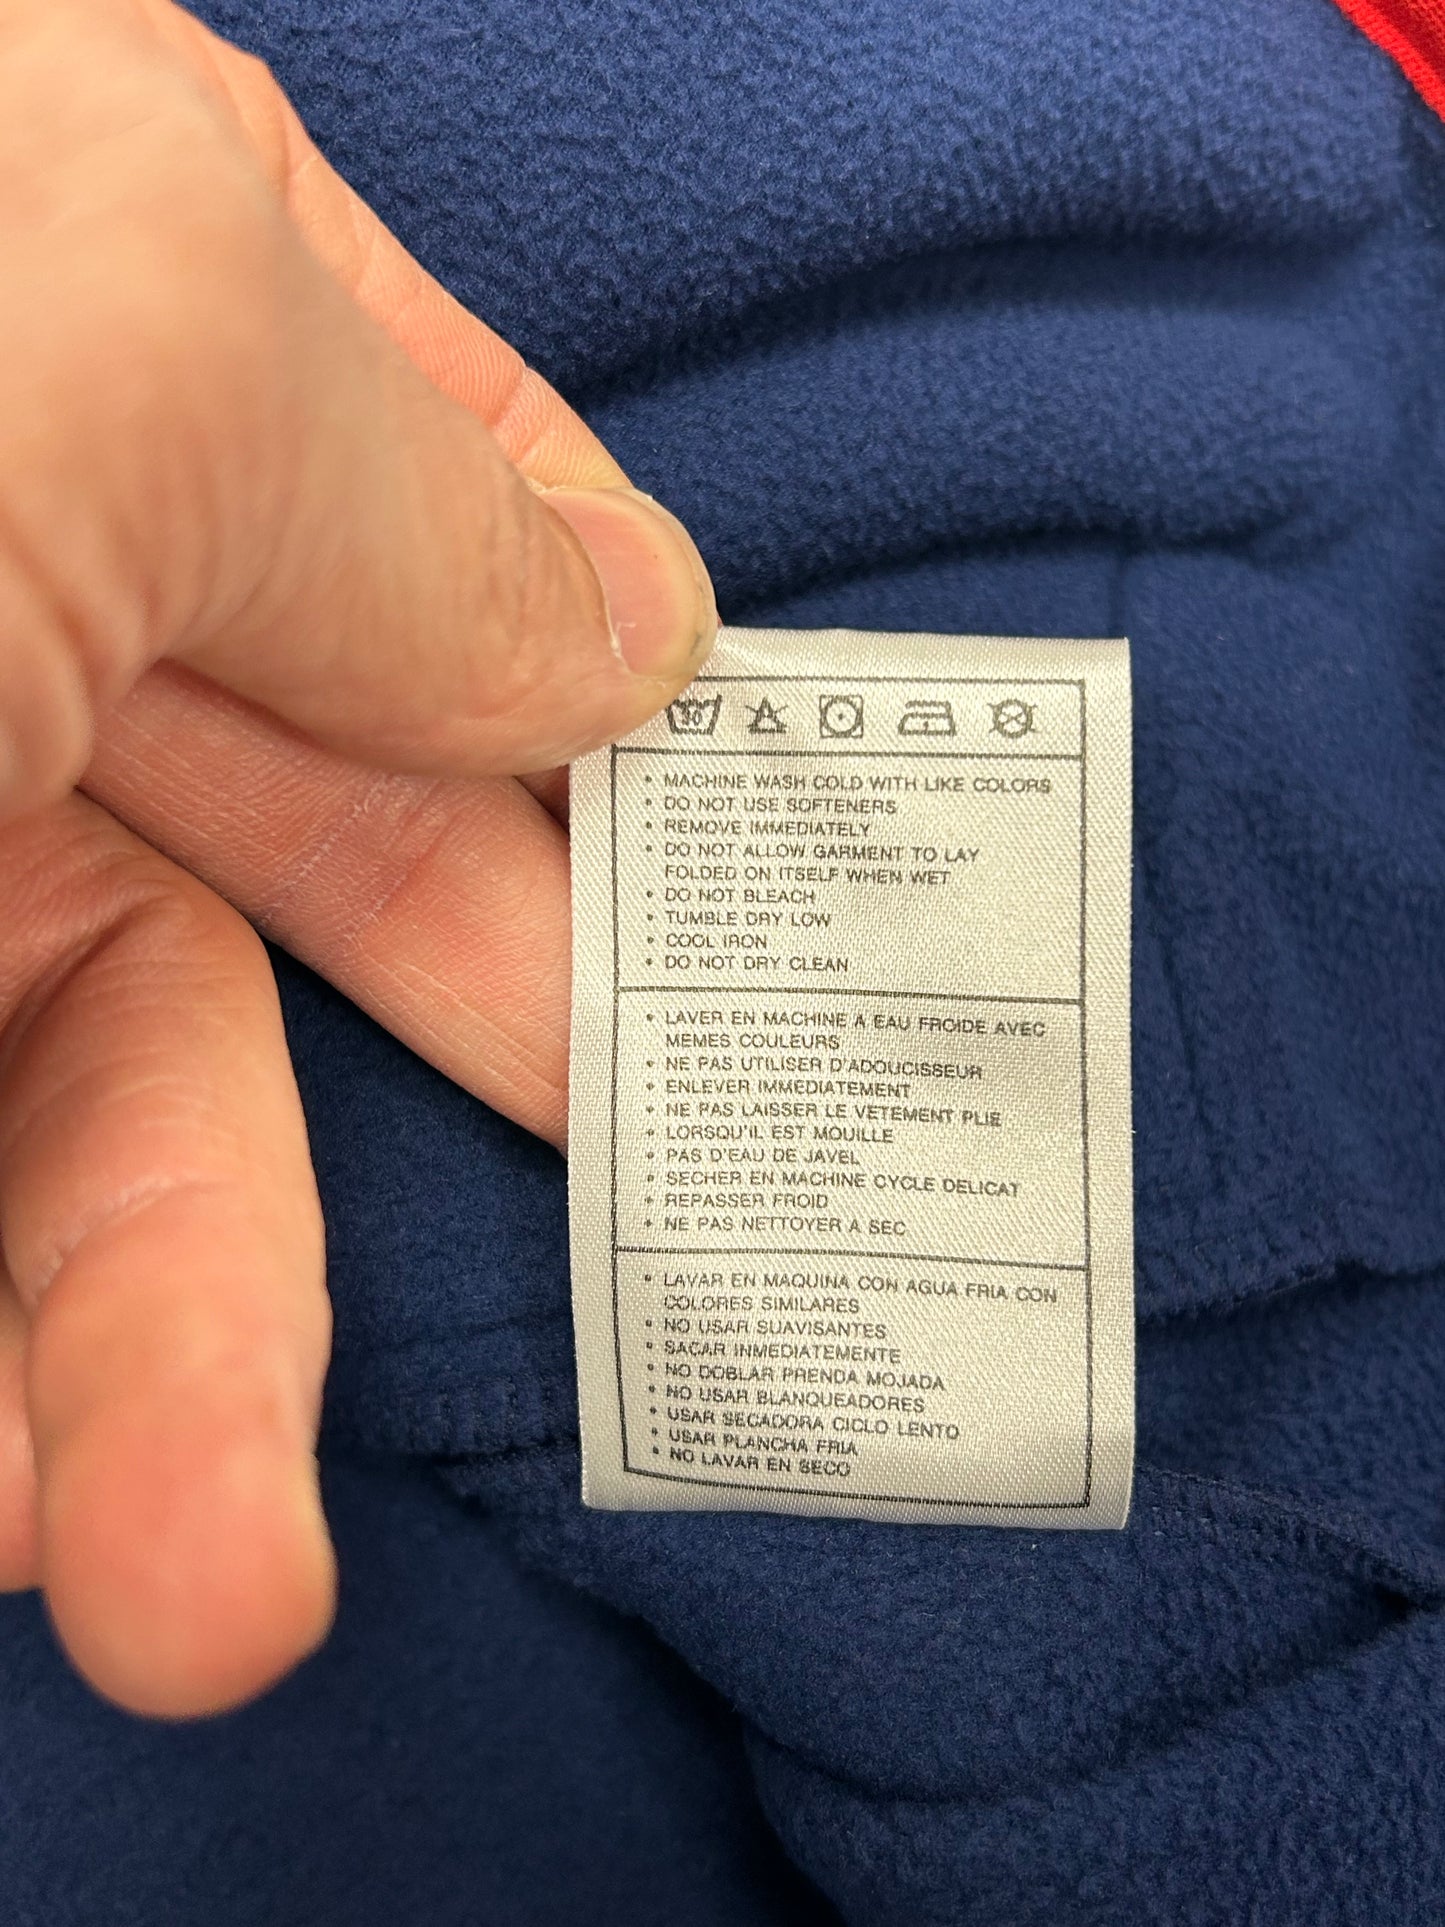 30
• MACHINE WASH COLD WITH LIKE COLORS
• DO NOT USE SOFTENERS
• REMOVE IMMEDIATELY
• DO NOT ALLOW GARMENT TO LAY
FOLDED ON ITSELF WHEN WET
• DO NOT BLEACH
• TUMBLE DRY LOW
• COOL IRON
• DO NOT DRY CLEAN
• LAVER EN MACHINE A EAU FROIDE AVEC
MEMES COULEURS
• NE PAS UTILISER D'ADOUCISSEUR
• ENLEVER IMMEDIATEMENT
• NE PAS LAISSER LE VETEMENT PLIE
• LORSQU'IL EST MOUILLE
• PAS D'EAU DE JAVEL
• SECHER EN MACHINE CYCLE DELICAT
• REPASSER FROID
• NE PAS NETTOYER A SEC
• LAVAR EN MAQUINA CON AGUA FRIA CON
COLORES SIMILARES
• NO USAR SUAVISANTES
• SACAR INMEDIATEMENTE
• NO DOBLAR PRENDA MOJADA
• NO USAR BLANQUEADORES
• USAR SECADORA CICLO LENTO
• USAR PLANCHA FRIA
• NO LAVAR EN SECO